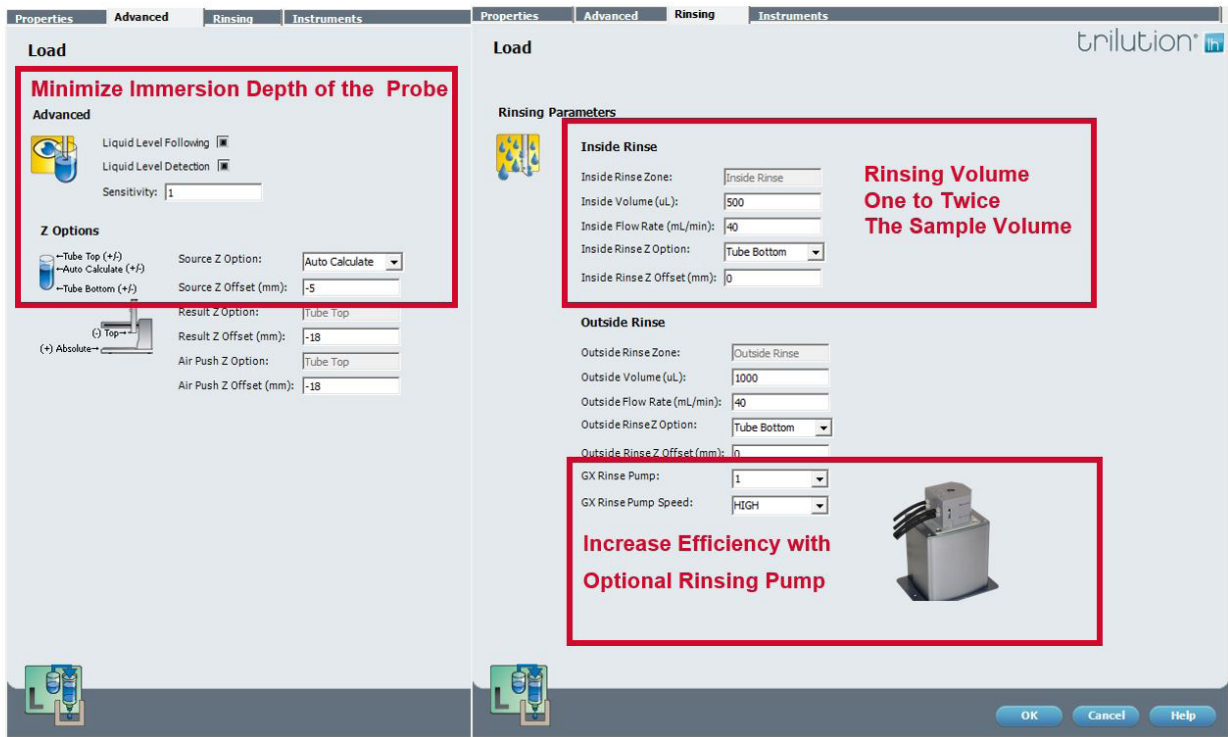 Properties
Advanced
Rinsing
Instruments
Load
Minimize Immersion Depth of the Probe
Advanced
Liquid Level Following
Liquid Level Detection
Sensitivity: 1
Z Options
←Tube Top (+/-)
←Auto Calculate (+/-)
←Tube Bottom (+/-)
Source Z Option: Auto Calculate
Source Z Offset (mm): -5
(-) Top→
(+) Absolute→
Result Z Option: Tube Top
Result Z Offset (mm): -18
Air Push Z Option: Tube Top
Air Push Z Offset (mm): -18
L
Properties
Advanced
Rinsing
Instruments
Load
trilution® lh
Rinsing Parameters
Inside Rinse
Inside Rinse Zone: Inside Rinse
Inside Volume (uL): 500
Inside Flow Rate (mL/min): 40
Inside Rinse Z Option: Tube Bottom
Inside Rinse Z Offset (mm): 0
Rinsing Volume
One to Twice
The Sample Volume
Outside Rinse
Outside Rinse Zone: Outside Rinse
Outside Volume (uL): 1000
Outside Flow Rate (mL/min): 40
Outside Rinse Z Option: Tube Bottom
Outside Rinse Z Offset (mm): 0
GX Rinse Pump: 1
GX Rinse Pump Speed: HIGH
Increase Efficiency with
Optional Rinsing Pump
L
OK
Cancel
Help